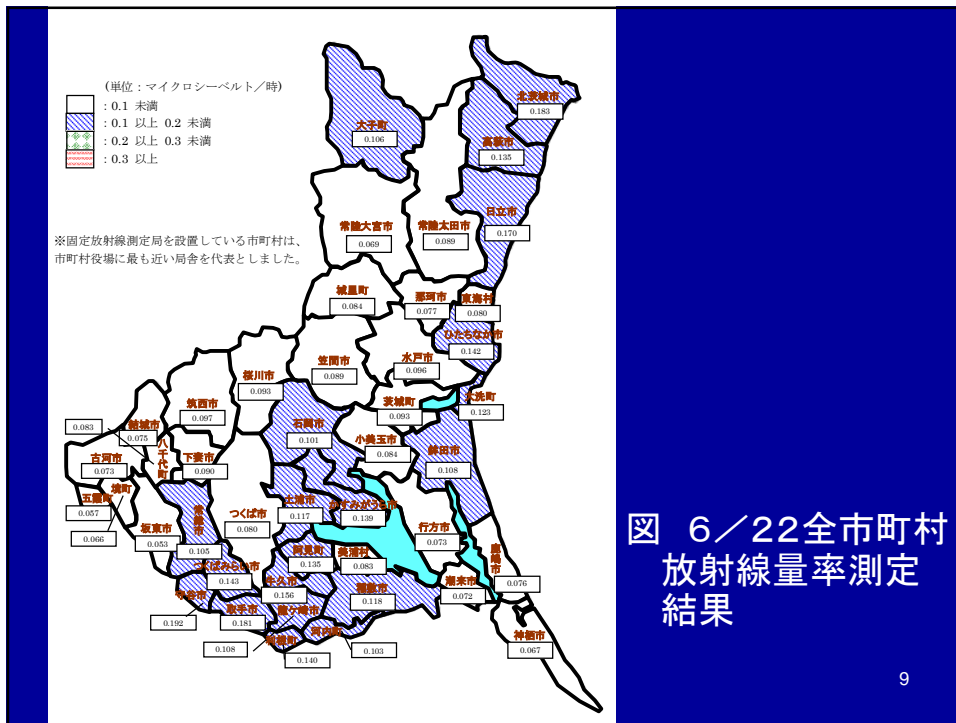 (単位：マイクロシーベルト／時)
: 0.1 未満
: 0.1 以上 0.2 未満
: 0.2 以上 0.3 未満
: 0.3 以上
※固定放射線測定局を設置している市町村は、
市町村役場に最も近い局舎を代表としました。
北茨城市
0.183
大子町
0.106
高萩市
0.135
日立市
0.170
常陸大宮市
0.069
常陸太田市
0.089
城里町
0.084
那珂市
0.077
東海村
0.080
ひたちなか市
0.142
笠間市
0.089
水戸市
0.096
桜川市
0.093
茨城町
0.093
大洗町
0.123
筑西市
0.097
石岡市
0.101
小美玉市
0.084
鉾田市
0.108
0.083
結城市
0.075
八千代町
下妻市
0.090
古河市
0.073
境町
五霞町
0.057
0.066
坂東市
0.053
常総市
0.105
つくば市
0.080
土浦市
0.117
かすみがうら市
0.139
行方市
0.073
鹿嶋市
0.076
つくばみらい市
0.143
阿見町
0.135
美浦村
0.083
牛久市
0.156
稲敷市
0.118
潮来市
0.072
守谷市
0.192
取手市
0.181
龍ケ崎市
0.108
利根町
0.140
河内町
0.103
神栖市
0.067
図 6／22全市町村
放射線量率測定
結果
9